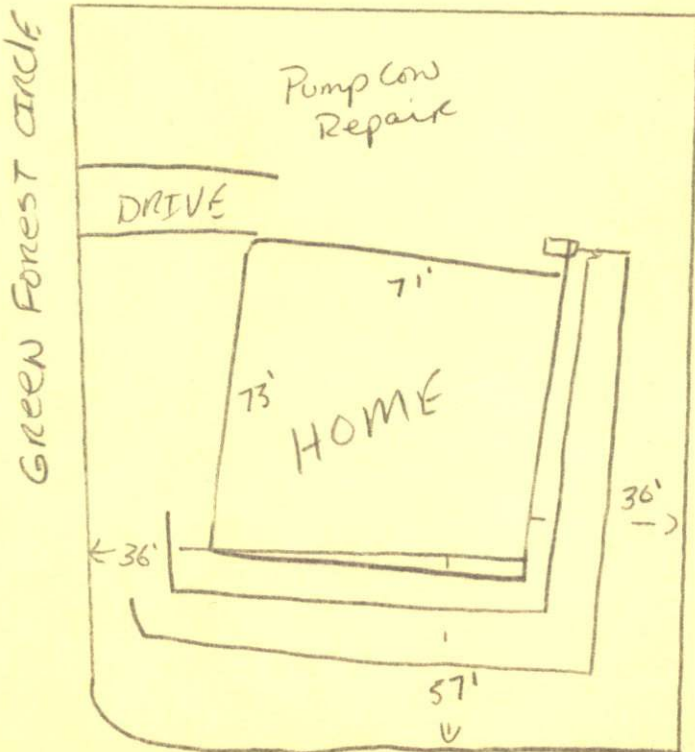 GREEN FOREST CIRCLE
Pump Con
Repair
DRIVE
71'
73'
HOME
36'
36'
57'